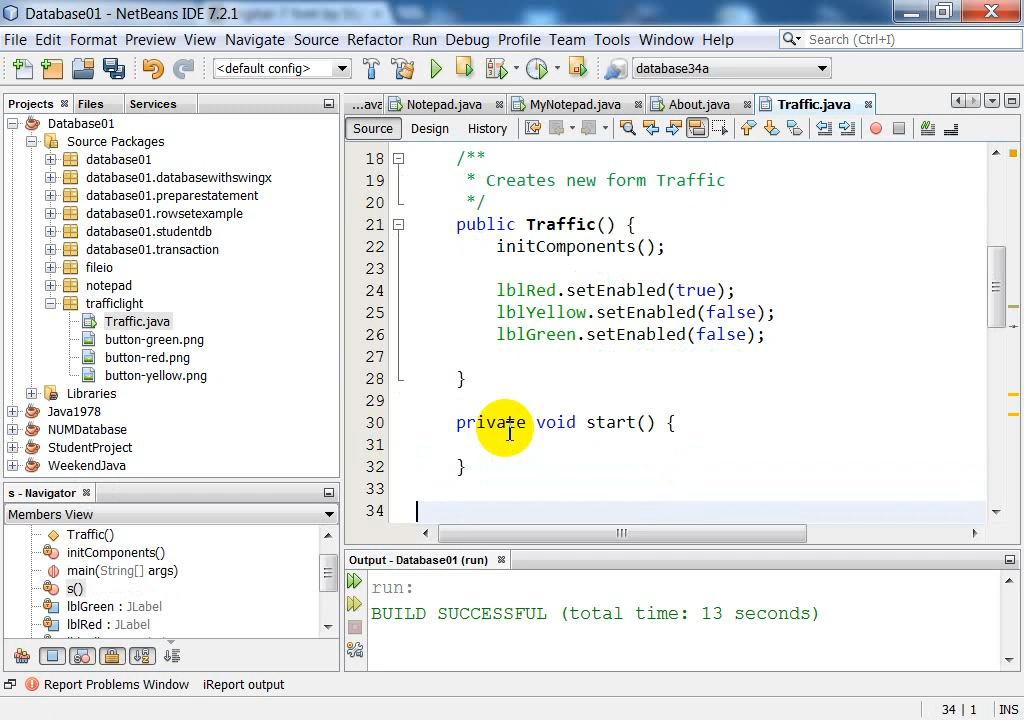 Database01 - NetBeans IDE 7.2.1
File Edit Format Preview View Navigate Source Refactor Run Debug Profile Team Tools Window Help
Search (Ctrl+I)
<default config>
database34a
Projects Files Services
...ava Notepad.java MyNotepad.java About.java Traffic.java
Source Design History
Database01
Source Packages
database01
database01.databasewithswingx
database01.preparestatement
database01.rowsetexample
database01.studentdb
database01.transaction
fileio
notepad
trafficlight
Traffic.java
button-green.png
button-red.png
button-yellow.png
Libraries
Java1978
NUMDatabase
StudentProject
WeekendJava
18 /**
19 * Creates new form Traffic
20 */
21 public Traffic() {
22 initComponents();
23
24 lblRed.setEnabled(true);
25 lblYellow.setEnabled(false);
26 lblGreen.setEnabled(false);
27
28 }
29
30 private void start() {
31
32 }
33
34
s - Navigator
Members View
Traffic()
initComponents()
main(String[] args)
s()
lblGreen : JLabel
lblRed : JLabel
Output - Database01 (run)
run:
BUILD SUCCESSFUL (total time: 13 seconds)
Report Problems Window iReport output
34 | 1 INS